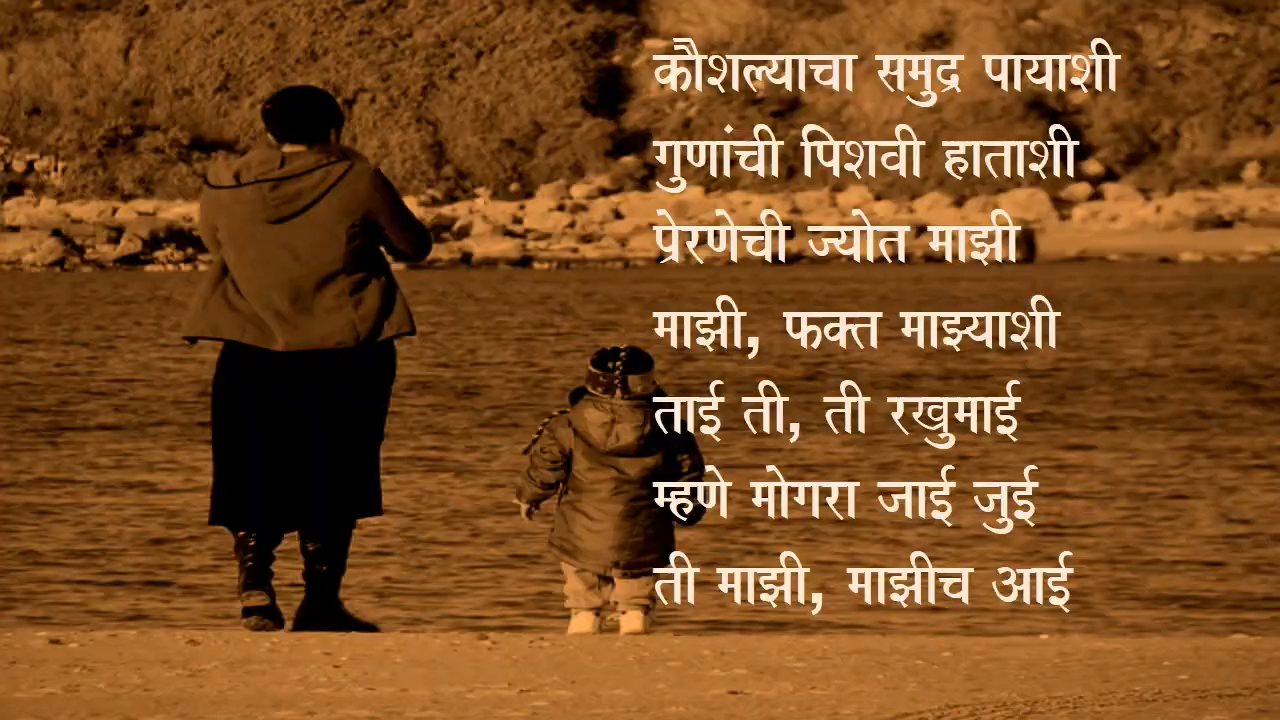 कौशल्याचा समुद्र पायाशी
गुणांची पिशवी हाताशी
प्रेरणेची ज्योत माझी
माझी, फक्त माझ्याशी
ताई ती, ती रखुमाई
म्हणे मोगरा जाई जुई
ती माझी, माझीच आई